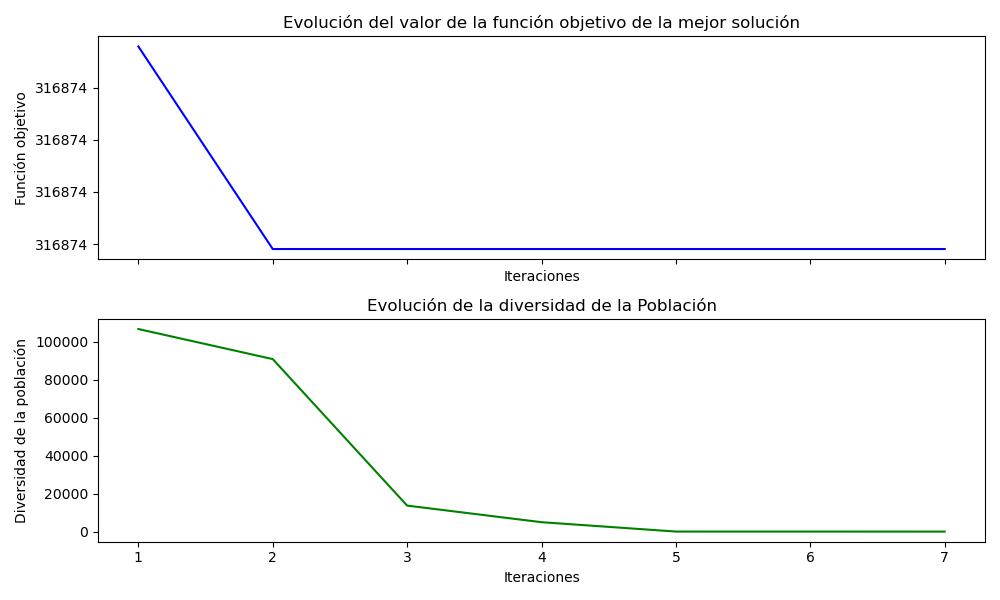 Evolución del valor de la función objetivo de la mejor solución
Función objetivo
316874
316874
316874
316874
Iteraciones
Evolución de la diversidad de la Población
Diversidad de la población
100000
80000
60000
40000
20000
0
1 2 3 4 5 6 7
Iteraciones